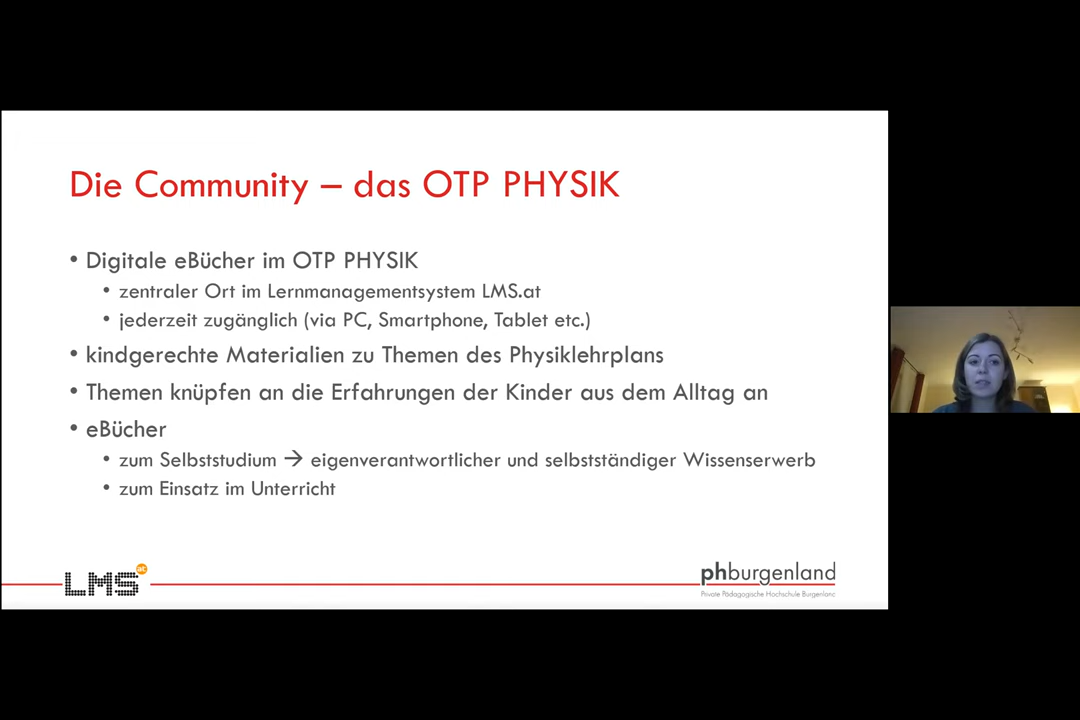 Die Community – das OTP PHYSIK
• Digitale eBücher im OTP PHYSIK
• zentraler Ort im Lernmanagementsystem LMS.at
• jederzeit zugänglich (via PC, Smartphone, Tablet etc.)
• kindgerechte Materialien zu Themen des Physiklehrplans
• Themen knüpfen an die Erfahrungen der Kinder aus dem Alltag an
• eBücher
• zum Selbststudium → eigenverantwortlicher und selbstständiger Wissenserwerb
• zum Einsatz im Unterricht
LMS at
phburgenland
Private Pädagogische Hochschule Burgenland